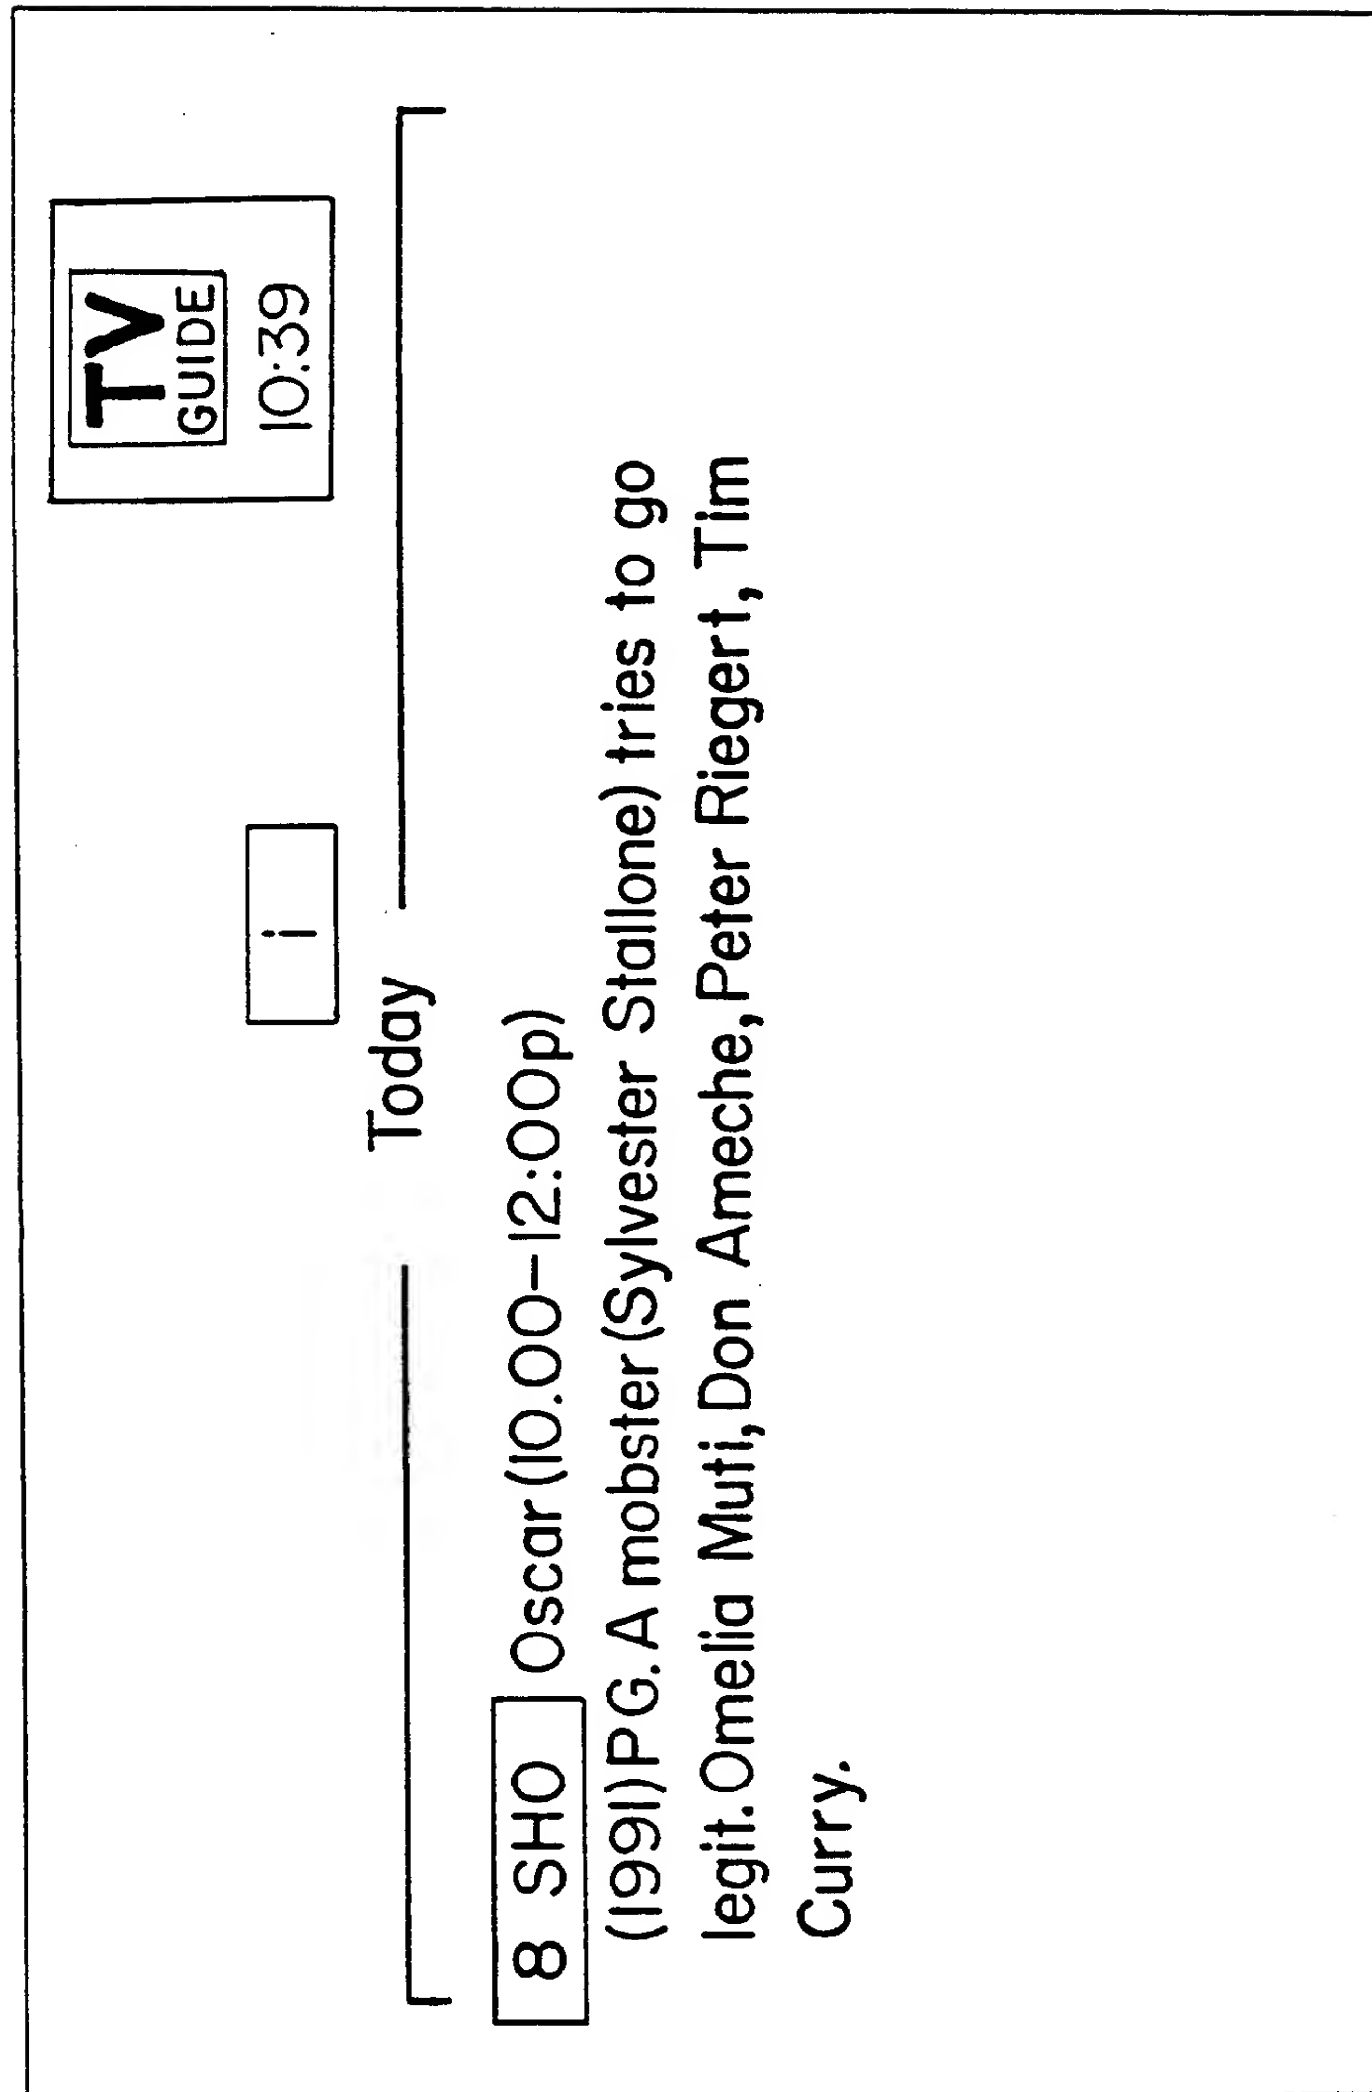 TV
GUIDE
10:39
i
Today
8 SHO Oscar (10.00-12:00p)
(1991) PG. A mobster (Sylvester Stallone) tries to go
legit. Omelia Muti, Don Ameche, Peter Riegert, Tim
Curry.